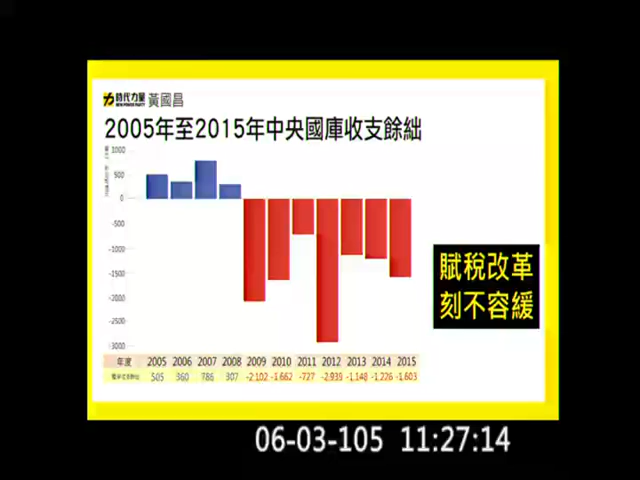 時代力量 黃國昌
NEW POWER PARTY
2005年至2015年中央國庫收支餘絀
1000
500
0
-500
-1000
-1500
-2000
-2500
-3000
賦稅改革
刻不容緩
年度 2005 2006 2007 2008 2009 2010 2011 2012 2013 2014 2015
505 360 786 307 -2,102 -1,662 -727 -2,935 -1,148 -1,226 -1,603
06-03-105 11:27:14